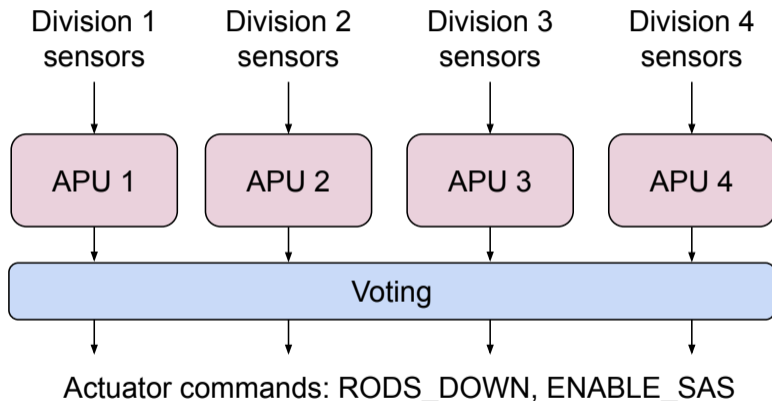 Division 1 sensors
Division 2 sensors
Division 3 sensors
Division 4 sensors
APU 1
APU 2
APU 3
APU 4
Voting
Actuator commands: RODS_DOWN, ENABLE_SAS